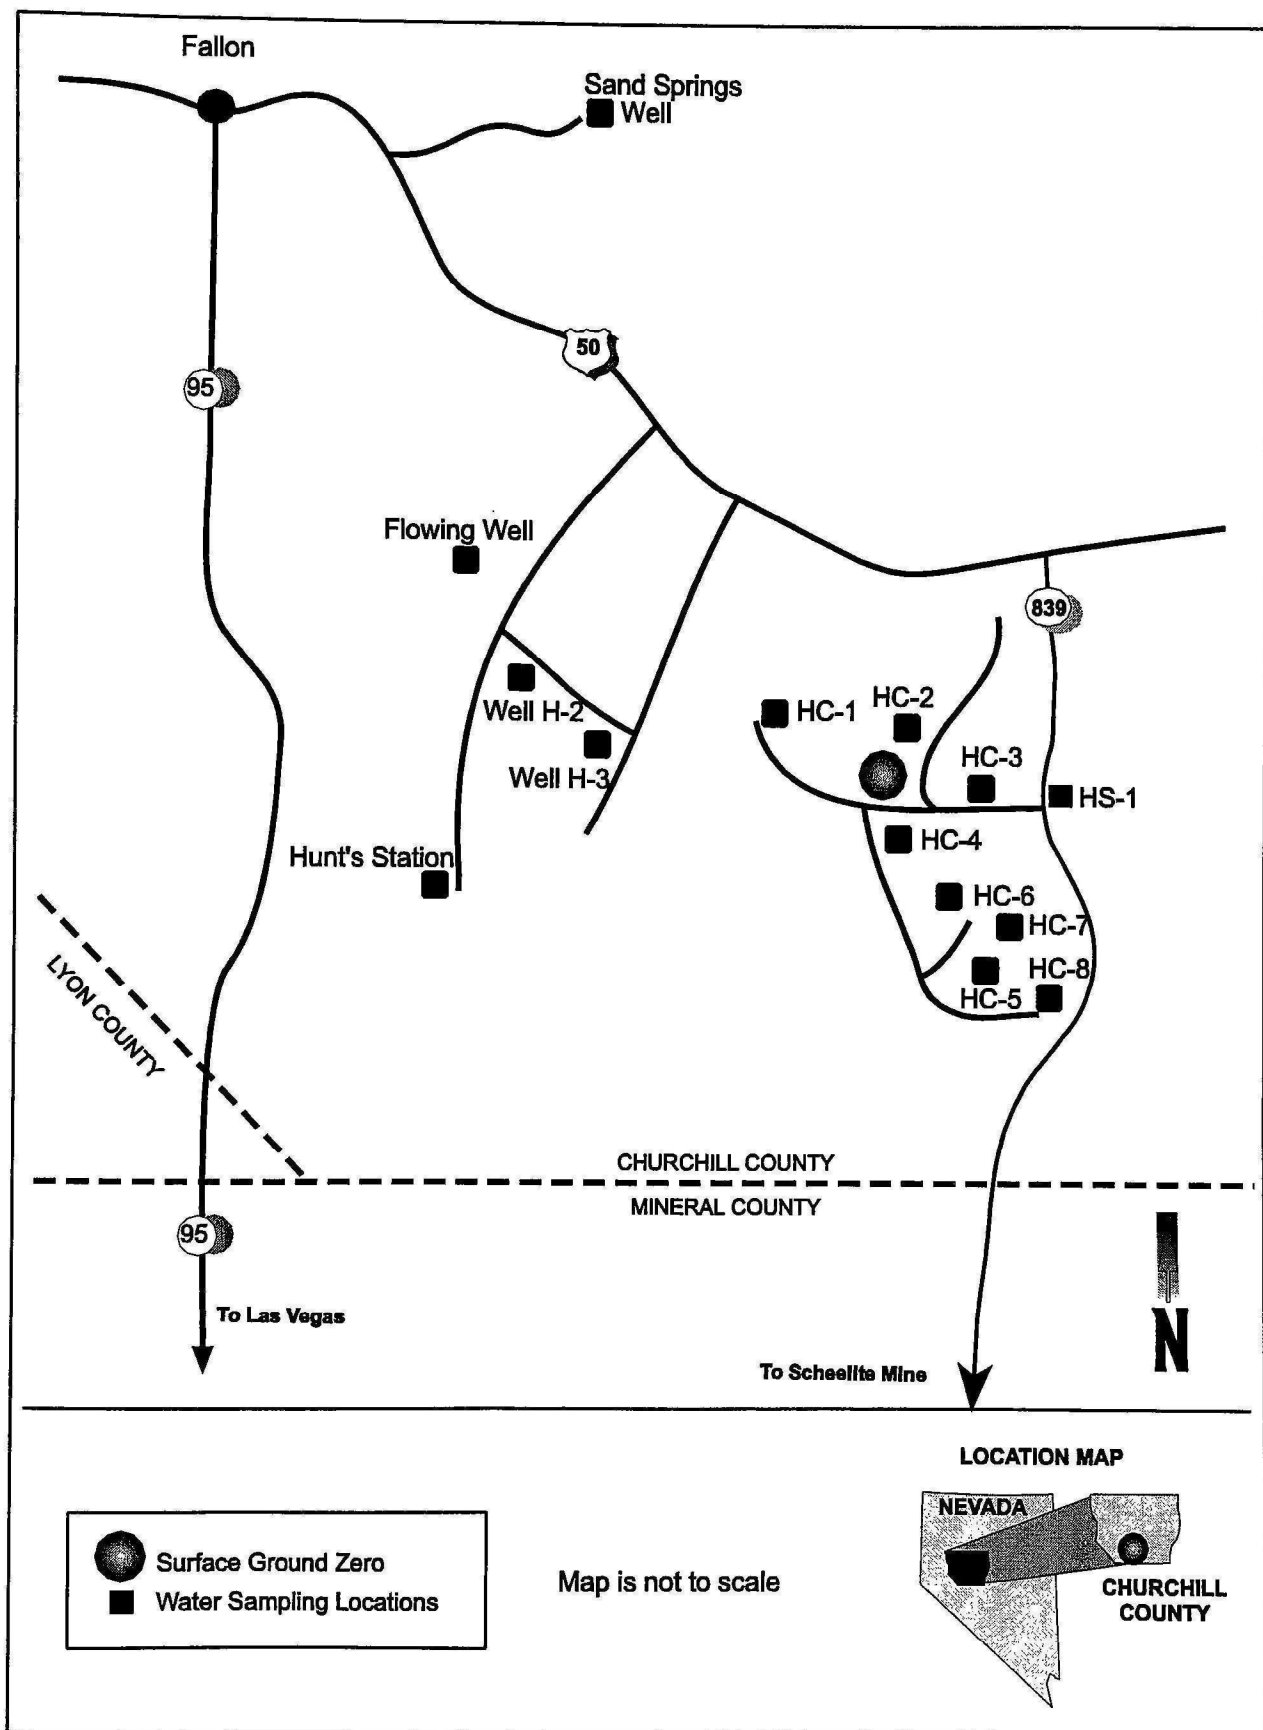 Fallon
Sand Springs
Well
50
95
Flowing Well
839
Well H-2
Well H-3
HC-1
HC-2
HC-3
HS-1
HC-4
Hunt's Station
HC-6
HC-7
HC-8
HC-5
LYON COUNTY
CHURCHILL COUNTY
MINERAL COUNTY
95
To Las Vegas
N
To Scheelite Mine
LOCATION MAP
NEVADA
CHURCHILL
COUNTY
Surface Ground Zero
Water Sampling Locations
Map is not to scale